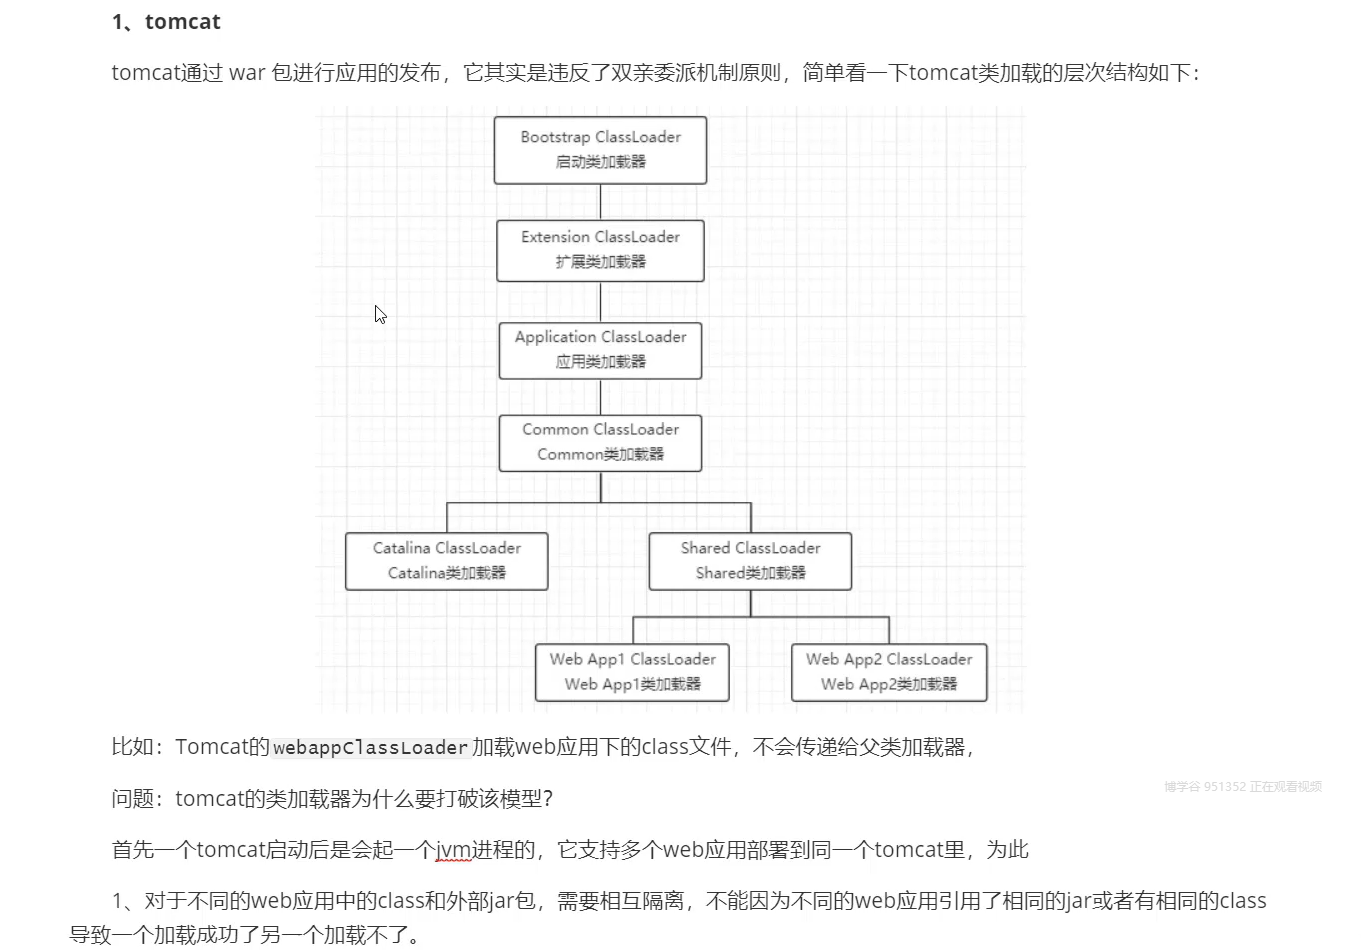 1、tomcat
tomcat通过 war 包进行应用的发布，它其实是违反了双亲委派机制原则，简单看一下tomcat类加载的层次结构如下：
Bootstrap ClassLoader
启动类加载器
Extension ClassLoader
扩展类加载器
Application ClassLoader
应用类加载器
Common ClassLoader
Common类加载器
Catalina ClassLoader
Catalina类加载器
Shared ClassLoader
Shared类加载器
Web App1 ClassLoader
Web App1类加载器
Web App2 ClassLoader
Web App2类加载器
比如：Tomcat的webappClassLoader加载web应用下的class文件，不会传递给父类加载器，
博学谷 951352 正在观看视频
问题：tomcat的类加载器为什么要打破该模型?
首先一个tomcat启动后是会起一个jvm进程的，它支持多个web应用部署到同一个tomcat里，为此
1、对于不同的web应用中的class和外部jar包，需要相互隔离，不能因为不同的web应用引用了相同的jar或者有相同的class
导致一个加载成功了另一个加载不了。